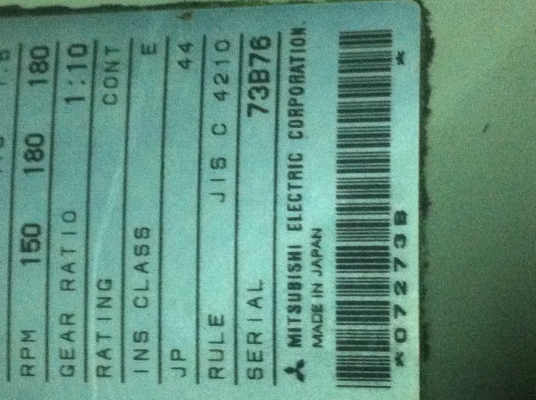 RPM 150 180 180
GEAR RATIO 1:10
RATING CONT
INS CLASS E
JP 44
RULE JIS C 4210
SERIAL 73B76
MITSUBISHI ELECTRIC CORPORATION.
MADE IN JAPAN
*07273B *